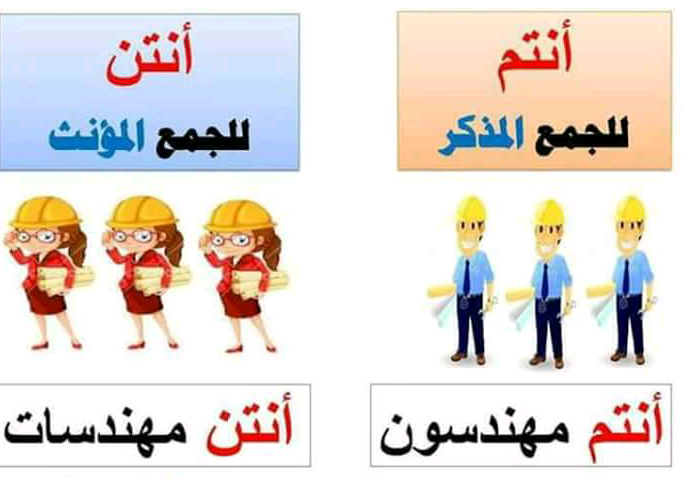 أنتم
للجمع المذكر
أنتم مهندسون
أنتن
للجمع المؤنث
أنتن مهندسات